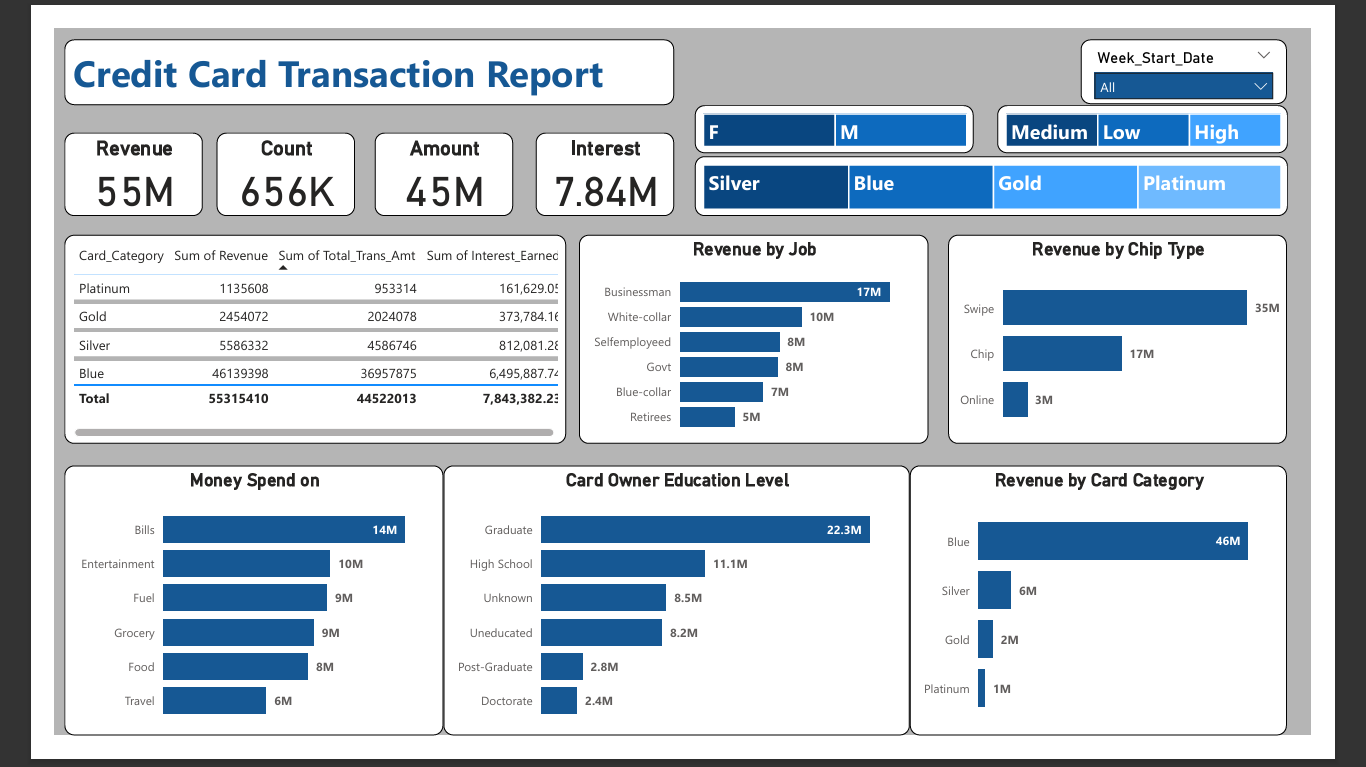 Credit Card Transaction Report
Week_Start_Date
All
F M
Medium Low High
Silver Blue Gold Platinum
Revenue
55M
Count
656K
Amount
45M
Interest
7.84M
Card_Category Sum of Revenue Sum of Total_Trans_Amt Sum of Interest_Earned
Platinum 1135608 953314 161,629.05
Gold 2454072 2024078 373,784.16
Silver 5586332 4586746 812,081.28
Blue 46139398 36957875 6,495,887.74
Total 55315410 44522013 7,843,382.23
Revenue by Job
Businessman 17M
White-collar 10M
Selfemployeed 8M
Govt 8M
Blue-collar 7M
Retirees 5M
Revenue by Chip Type
Swipe 35M
Chip 17M
Online 3M
Money Spend on
Bills 14M
Entertainment 10M
Fuel 9M
Grocery 9M
Food 8M
Travel 6M
Card Owner Education Level
Graduate 22.3M
High School 11.1M
Unknown 8.5M
Uneducated 8.2M
Post-Graduate 2.8M
Doctorate 2.4M
Revenue by Card Category
Blue 46M
Silver 6M
Gold 2M
Platinum 1M